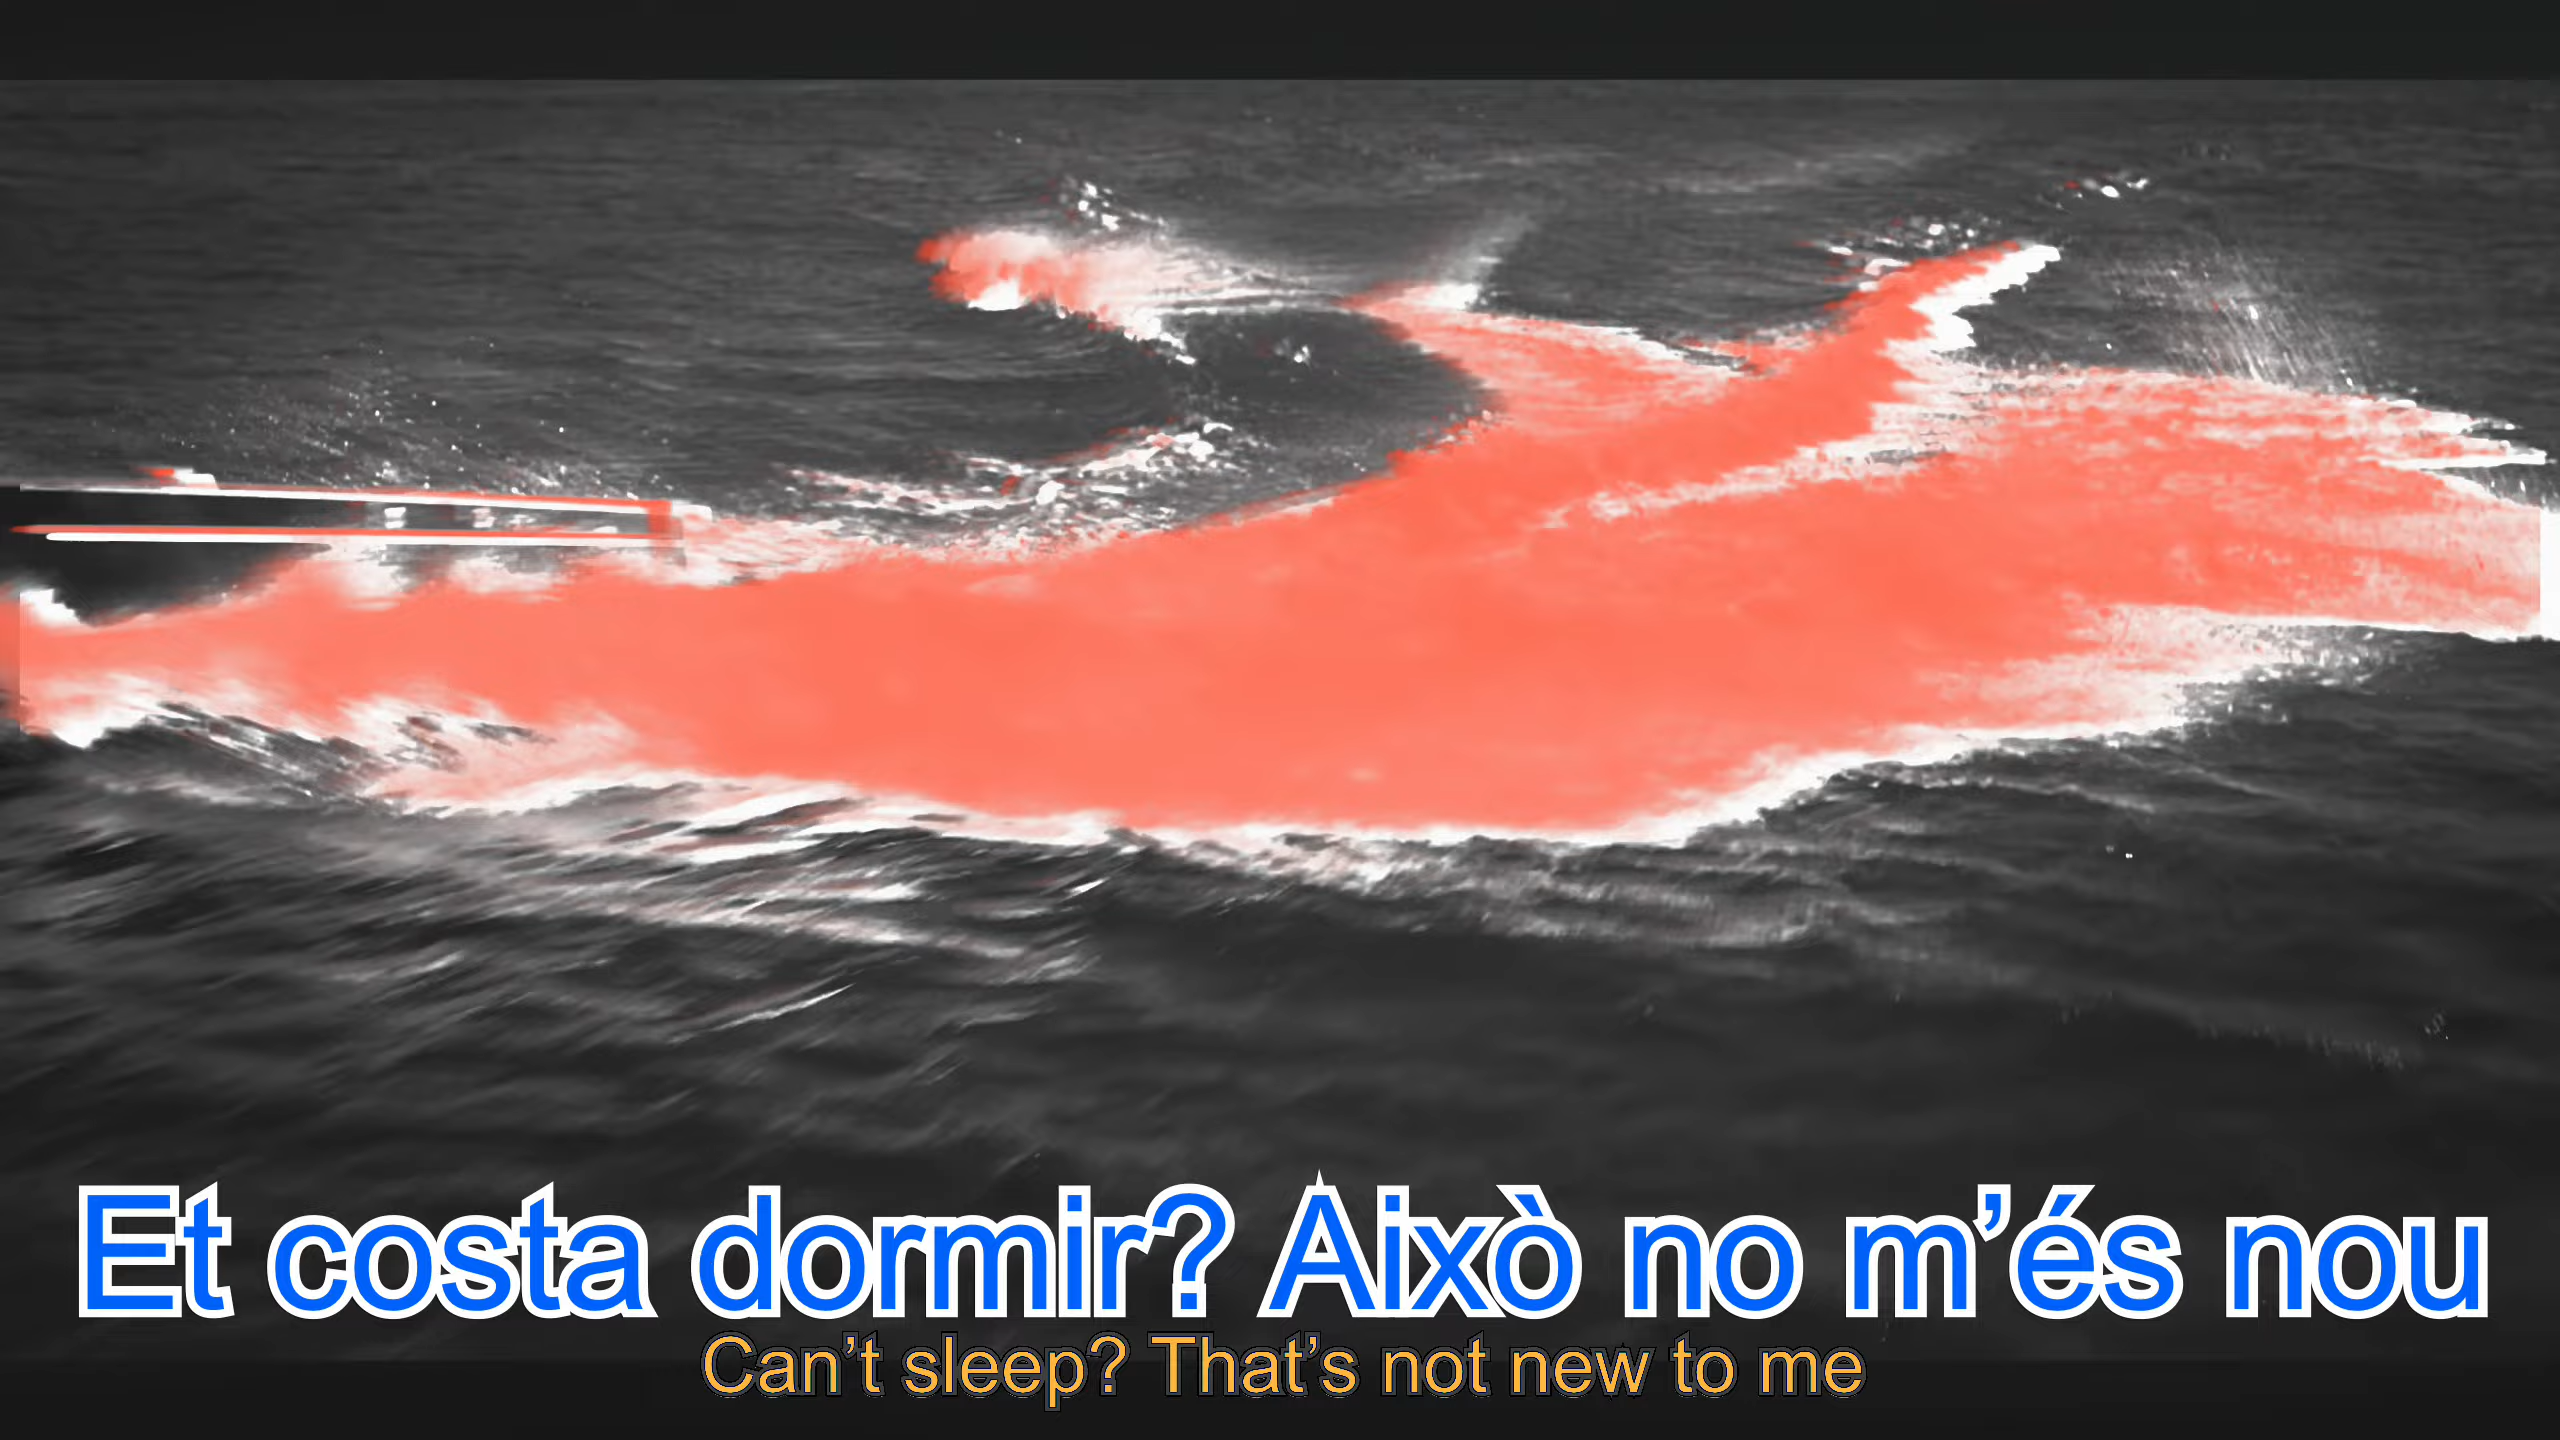 Et costa dormir? Això no m’és nou
Can’t sleep? That’s not new to me